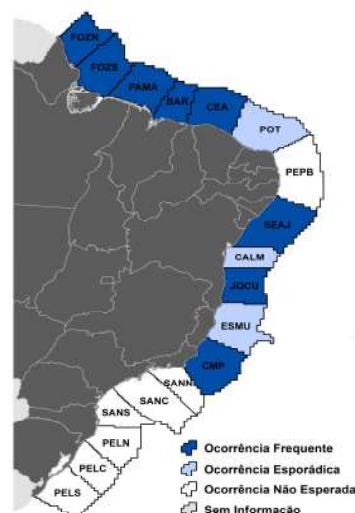 FOZN
FOZS
PAMA
BAR
CEA
POT
PEPB
SEAJ
CALM
JQCU
ESMU
CMP
SANN
SANC
SANS
PELN
PELC
PELS
Ocorrência Frequente
Ocorrência Esporádica
Ocorrência Não Esperada
Sem Informação